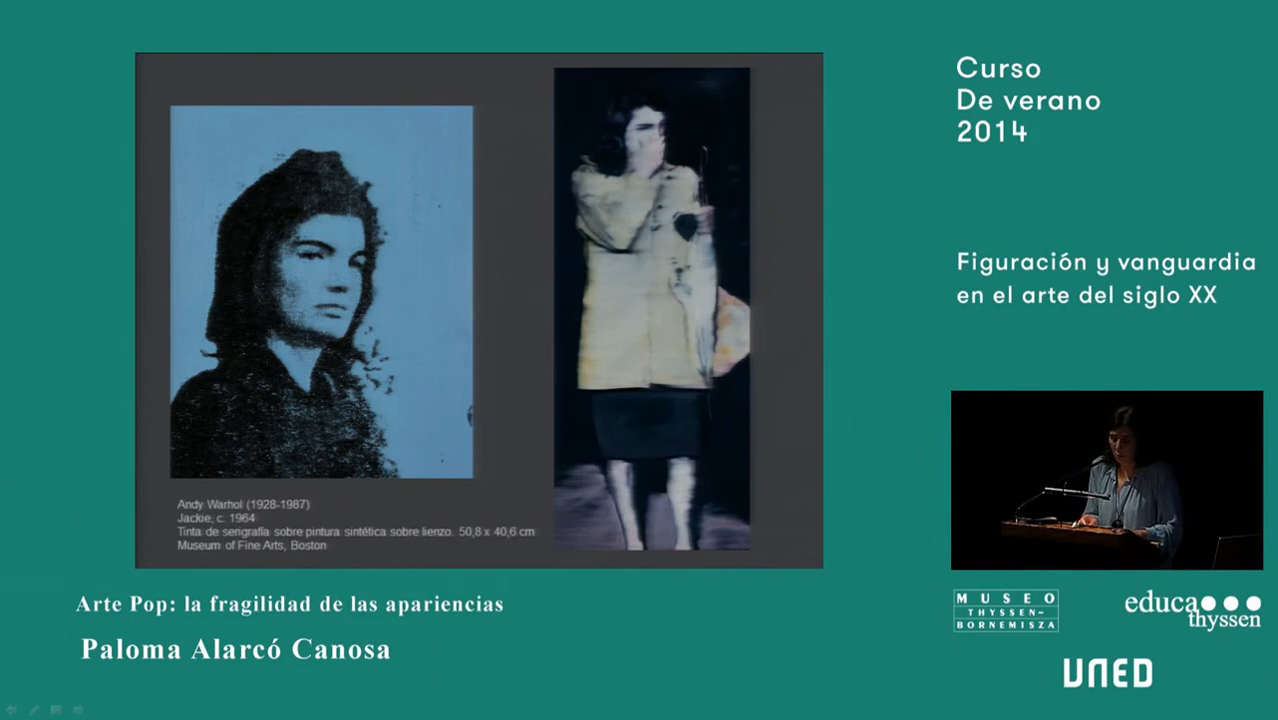 Curso
De verano
2014
Figuración y vanguardia
en el arte del siglo XX
Andy Warhol (1928-1987)
Jackie, c. 1964
Tinta de serigrafía sobre pintura sintética sobre lienzo. 50,8 x 40,6 cm
Museum of Fine Arts, Boston
Arte Pop: la fragilidad de las apariencias
Paloma Alarcó Canosa
MUSEO
THYSSEN-
BORNEMISZA
educa
thyssen
UNED